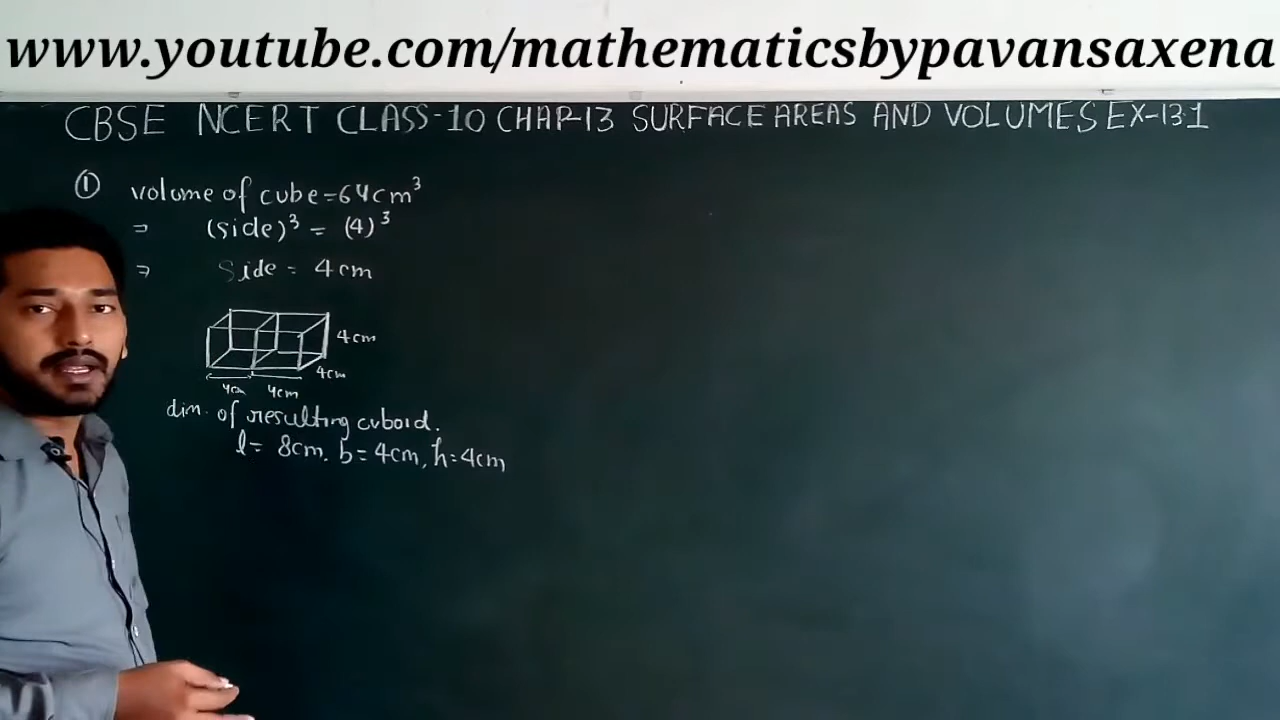 www.youtube.com/mathematicsbypavansaxena
CBSE NCERT CLASS-10 CHAP-13 SURFACE AREAS AND VOLUMES EX-13.1
① volume of cube=64cm³
⇒ (side)³ = (4)³
⇒ Side = 4cm
4cm
4cm
4cm 4cm
dim. of resulting cuboid.
l= 8cm, b=4cm, h=4cm